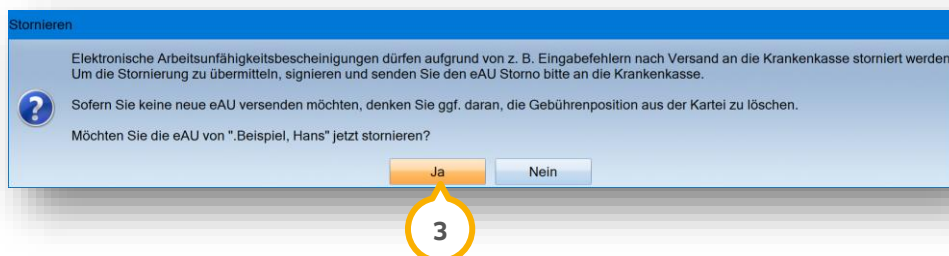 Stornieren
Elektronische Arbeitsunfähigkeitsbescheinigungen dürfen aufgrund von z. B. Eingabefehlern nach Versand an die Krankenkasse storniert werden
Um die Stornierung zu übermitteln, signieren und senden Sie den eAU Storno bitte an die Krankenkasse.
Sofern Sie keine neue eAU versenden möchten, denken Sie ggf. daran, die Gebührenposition aus der Kartei zu löschen.
Möchten Sie die eAU von ".Beispiel, Hans" jetzt stornieren?
Ja Nein
3